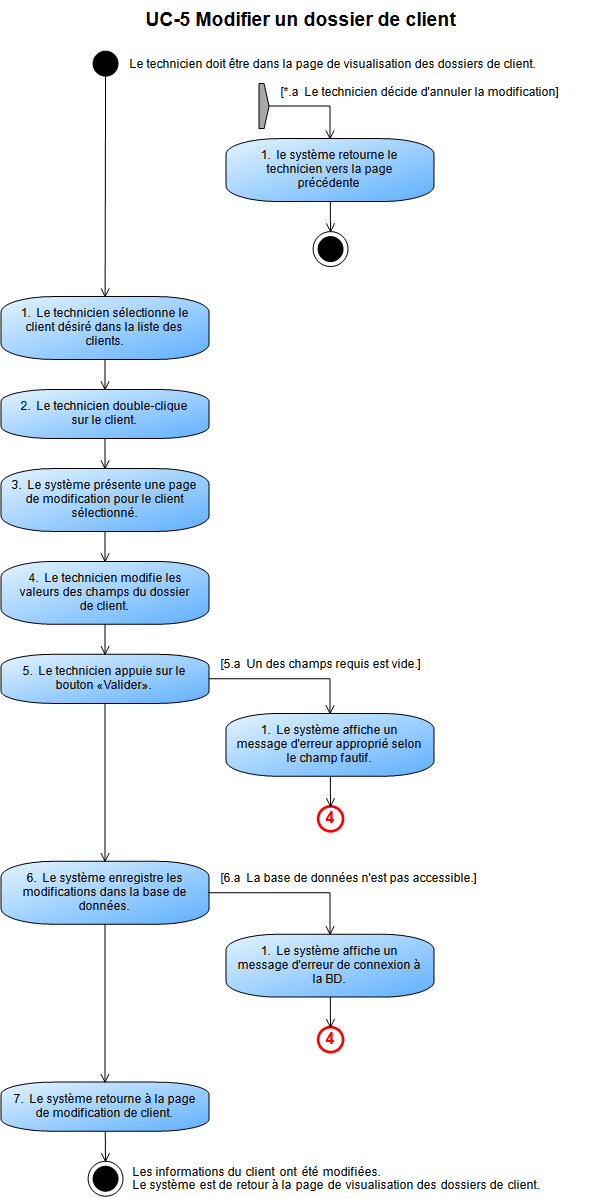 UC-5 Modifier un dossier de client
Le technicien doit être dans la page de visualisation des dossiers de client.
[*.a Le technicien décide d'annuler la modification]
1. le système retourne le
technicien vers la page
précédente
1. Le technicien sélectionne le
client désiré dans la liste des
clients.
2. Le technicien double-clique
sur le client.
3. Le système présente une page
de modification pour le client
sélectionné.
4. Le technicien modifie les
valeurs des champs du dossier
de client.
5. Le technicien appuie sur le
bouton «Valider».
[5.a Un des champs requis est vide.]
1. Le système affiche un
message d'erreur approprié selon
le champ fautif.
4
6. Le système enregistre les
modifications dans la base de
données.
[6.a La base de données n'est pas accessible.]
1. Le système affiche un
message d'erreur de connexion à
la BD.
4
7. Le système retourne à la page
de modification de client.
Les informations du client ont été modifiées.
Le système est de retour à la page de visualisation des dossiers de client.